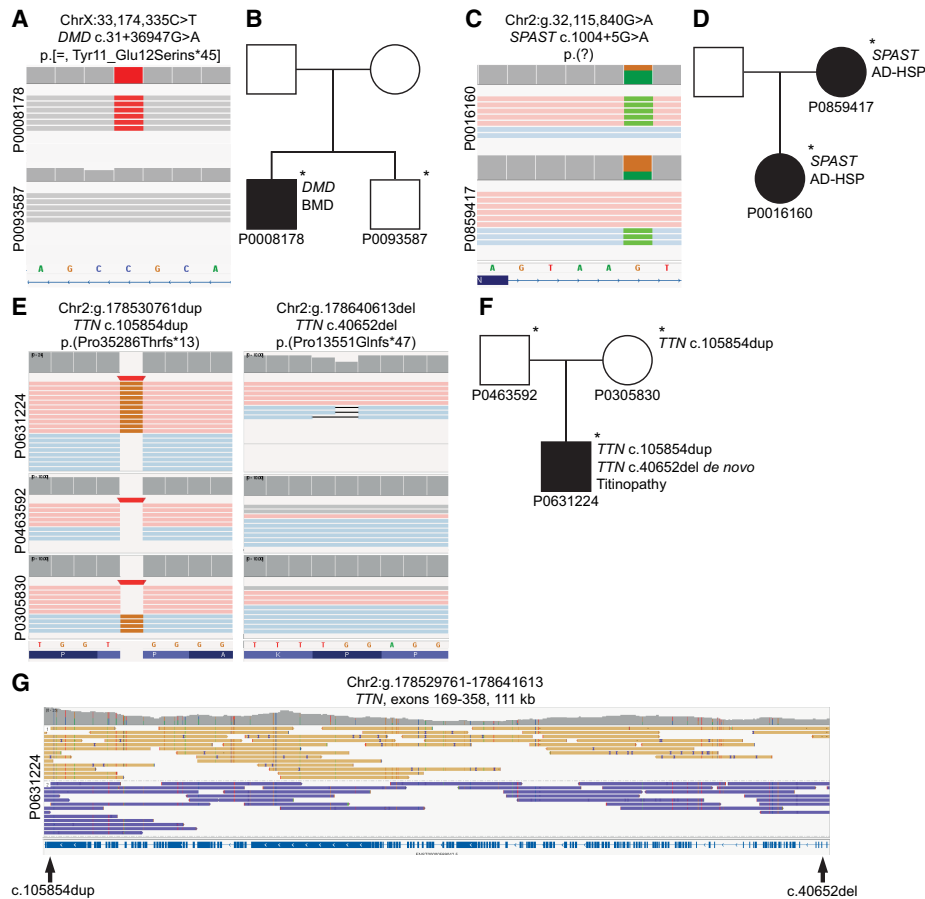 A
ChrX:33,174,335C>T
DMD c.31+36947G>A
p.[=, Tyr11_Glu12Serins*45]
P0008178
P0093587
A G C C G C A
B
*
DMD
BMD
P0008178
*
P0093587
C
Chr2:g.32,115,840G>A
SPAST c.1004+5G>A
p.(?)
P0016160
P0859417
A G T A A G T
N
D
*
SPAST
AD-HSP
P0859417
*
SPAST
AD-HSP
P0016160
E
Chr2:g.178530761dup
TTN c.105854dup
p.(Pro35286Thrfs*13)
Chr2:g.178640613del
TTN c.40652del
p.(Pro13551Glnfs*47)
P0631224
P0463592
P0305830
T G G T G G G G
P P A
T T T T G G A G G
K P P
F
*
P0463592
*
TTN c.105854dup
P0305830
*
TTN c.105854dup
TTN c.40652del de novo
Titinopathy
P0631224
G
Chr2:g.178529761-178641613
TTN, exons 169-358, 111 kb
P0631224
c.105854dup
c.40652del